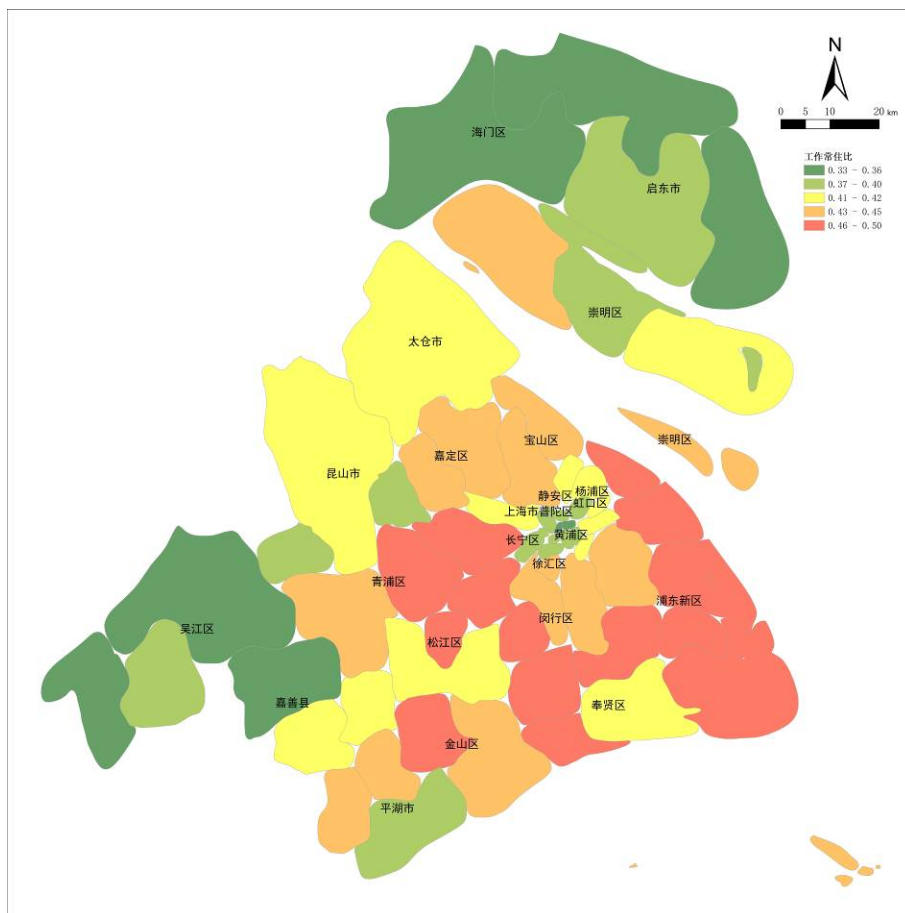 N
0 5 10 20 km
工作常住比
0.33 - 0.36
0.37 - 0.40
0.41 - 0.42
0.43 - 0.45
0.46 - 0.50
海门区
启东市
崇明区
太仓市
崇明区
宝山区
嘉定区
昆山市
静安区
杨浦区
虹口区
上海市
普陀区
长宁区
黄浦区
徐汇区
青浦区
浦东新区
闵行区
吴江区
松江区
嘉善县
奉贤区
金山区
平湖市